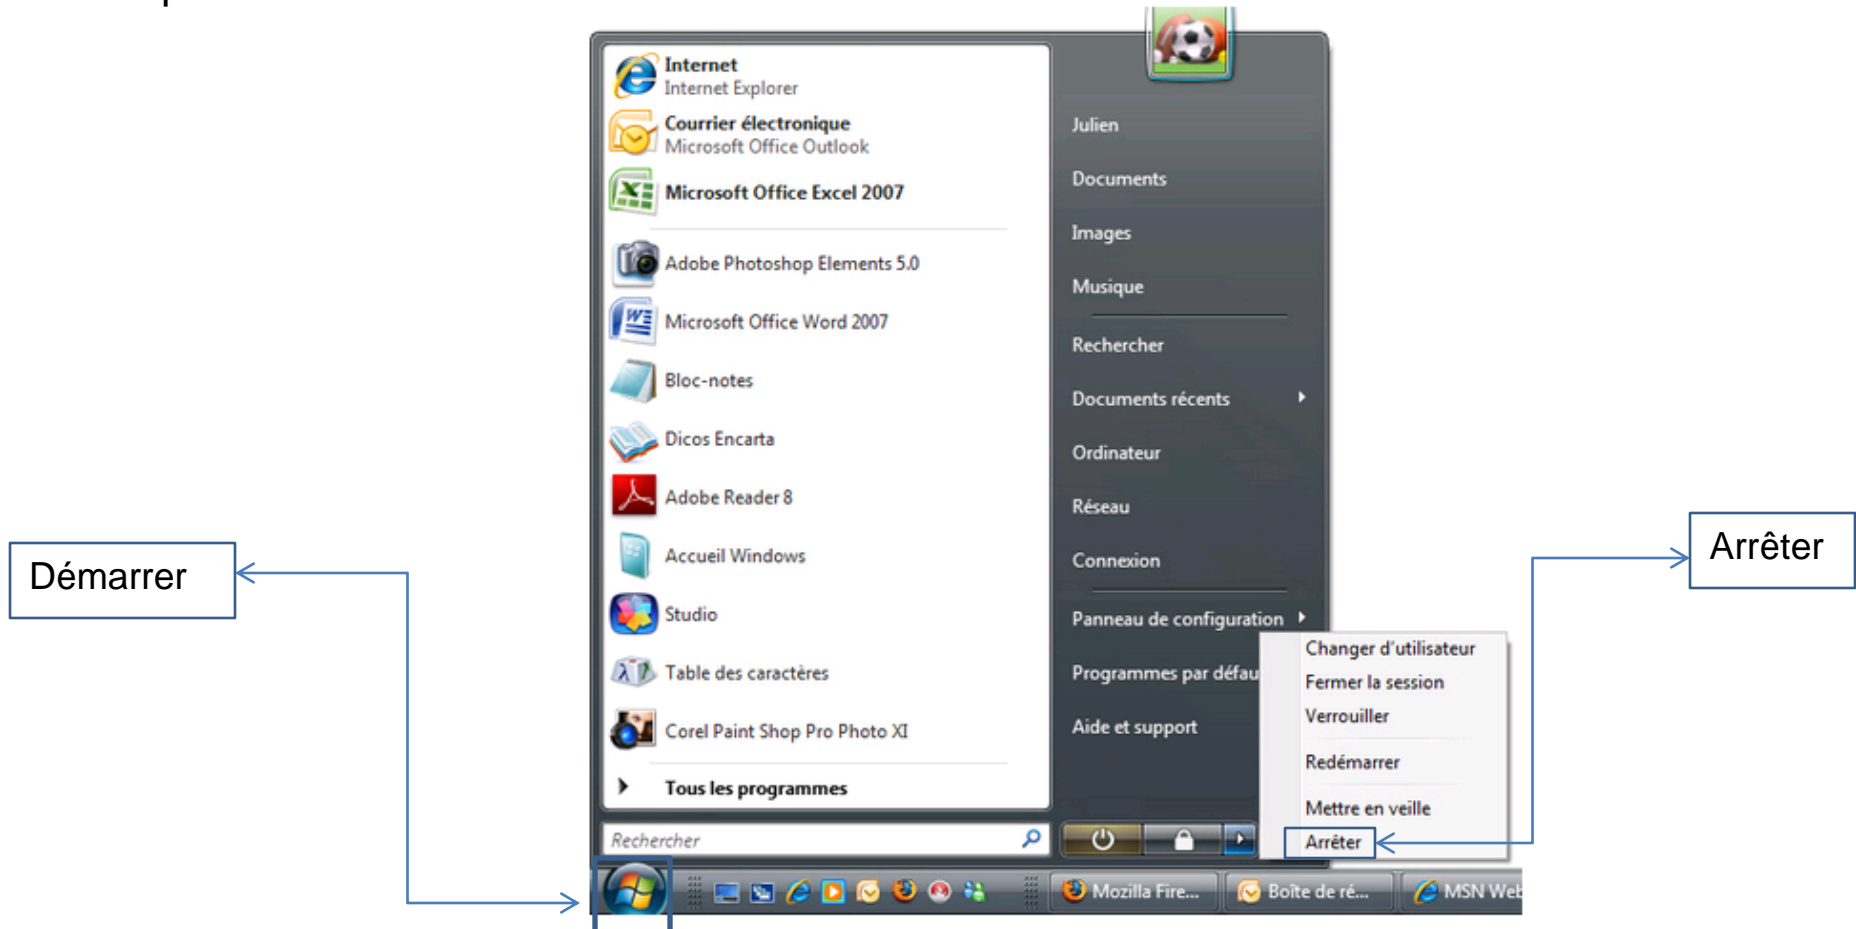 Internet
Internet Explorer
Courrier électronique
Microsoft Office Outlook
Microsoft Office Excel 2007
Adobe Photoshop Elements 5.0
Microsoft Office Word 2007
Bloc-notes
Dicos Encarta
Adobe Reader 8
Accueil Windows
Studio
Table des caractères
Corel Paint Shop Pro Photo XI
Tous les programmes
Rechercher
Julien
Documents
Images
Musique
Rechercher
Documents récents
Ordinateur
Réseau
Connexion
Panneau de configuration
Programmes par défau
Aide et support
Changer d'utilisateur
Fermer la session
Verrouiller
Redémarrer
Mettre en veille
Arrêter
Démarrer
Arrêter
Mozilla Fire...
Boîte de ré...
MSN Web